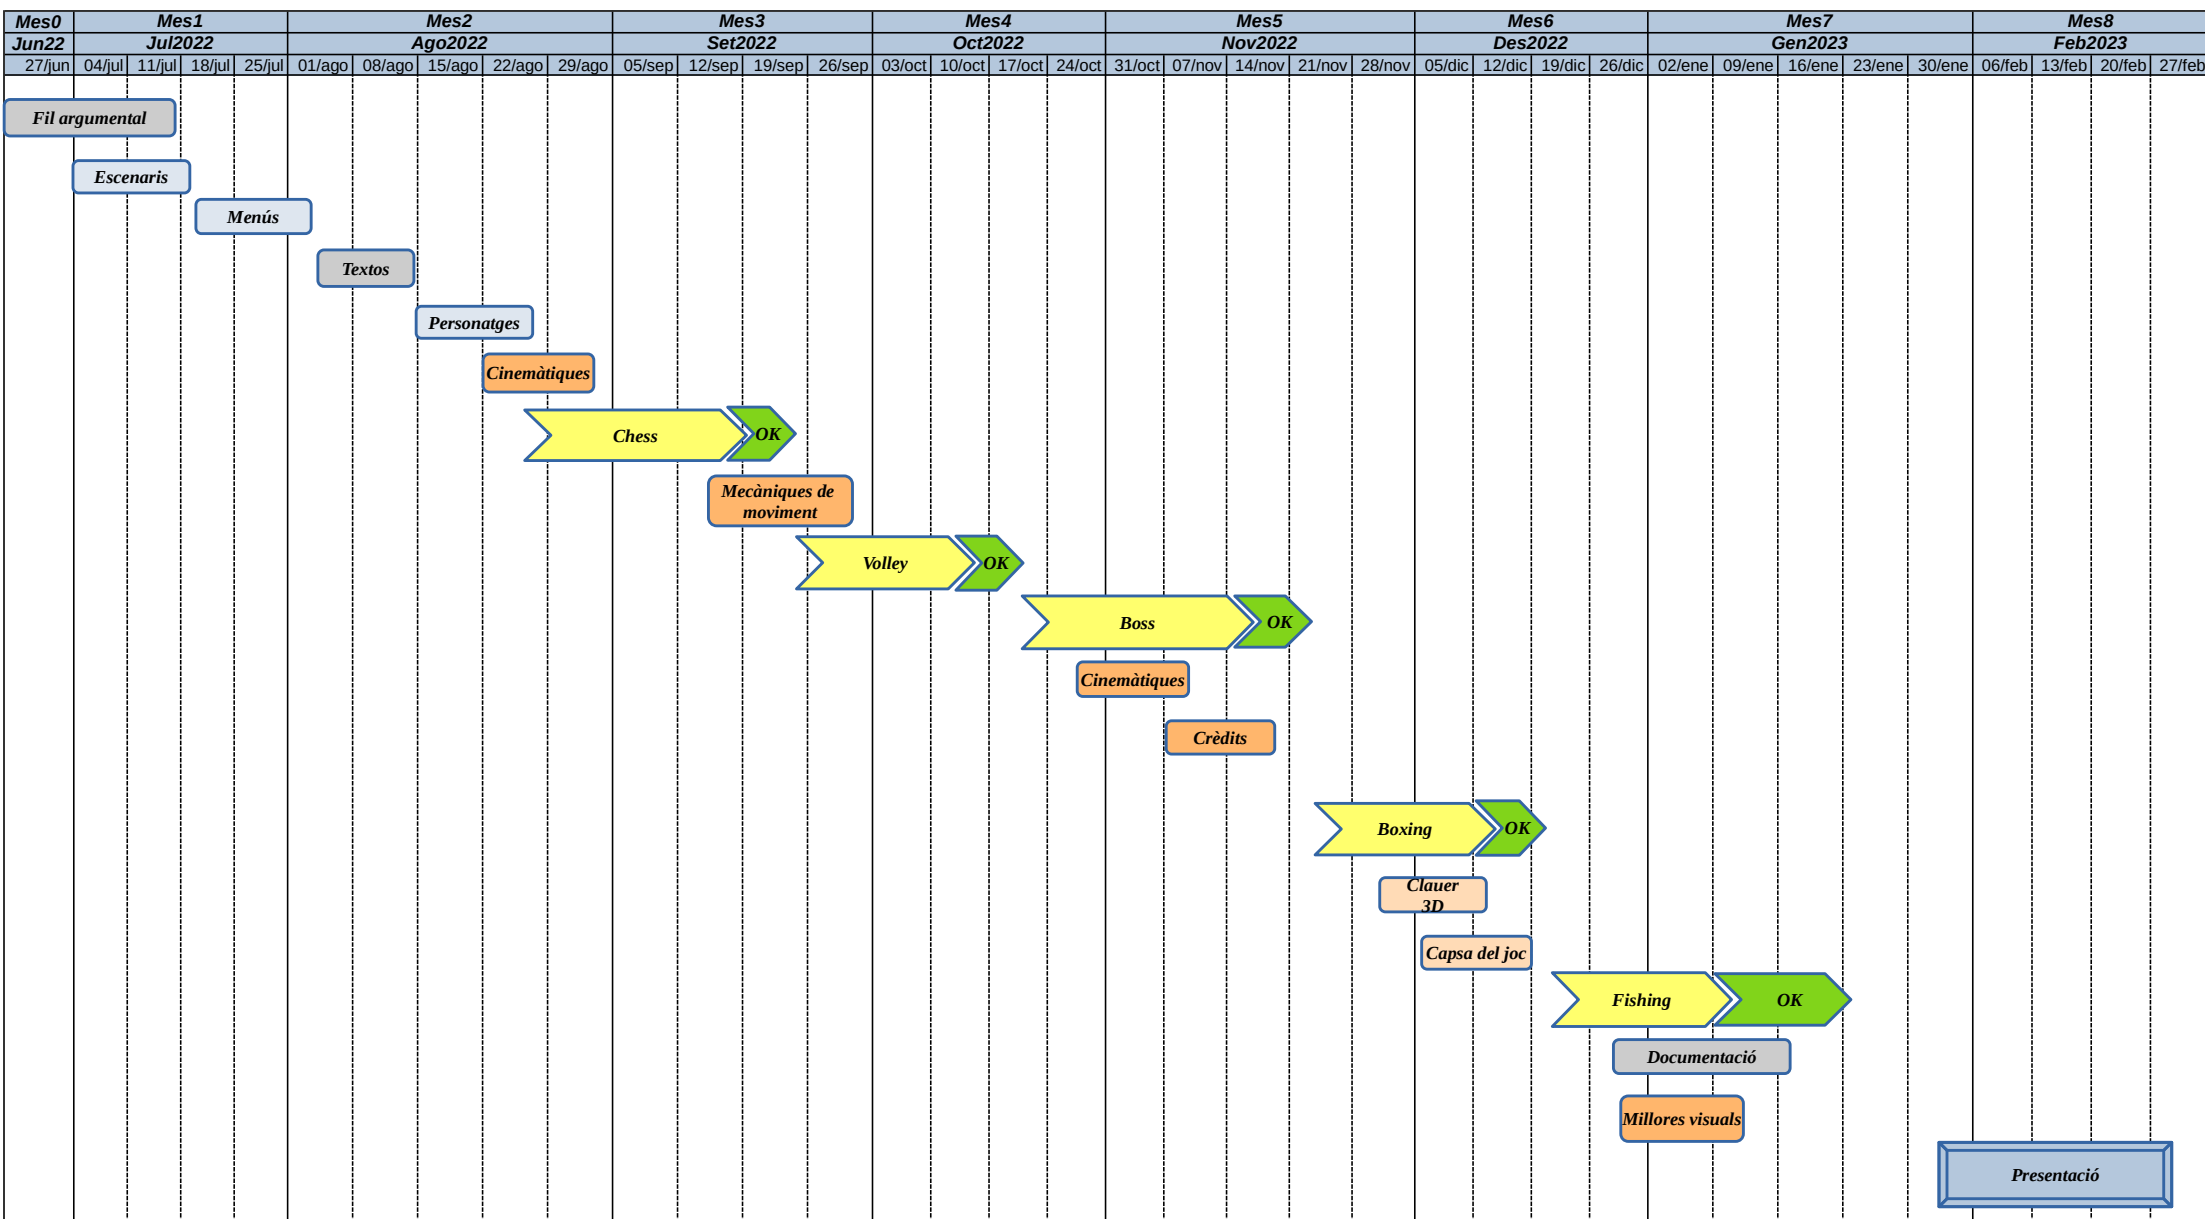 Mes0 Mes1 Mes2 Mes3 Mes4 Mes5 Mes6 Mes7 Mes8
Jun22 Jul2022 Ago2022 Set2022 Oct2022 Nov2022 Des2022 Gen2023 Feb2023
27/jun 04/jul 11/jul 18/jul 25/jul 01/ago 08/ago 15/ago 22/ago 29/ago 05/sep 12/sep 19/sep 26/sep 03/oct 10/oct 17/oct 24/oct 31/oct 07/nov 14/nov 21/nov 28/nov 05/dic 12/dic 19/dic 26/dic 02/ene 09/ene 16/ene 23/ene 30/ene 06/feb 13/feb 20/feb 27/feb
Fil argumental
Escenaris
Menús
Textos
Personatges
Cinemàtiques
Chess OK
Mecàniques de
moviment
Volley OK
Boss OK
Cinemàtiques
Crèdits
Boxing OK
Clauer
3D
Capsa del joc
Fishing OK
Documentació
Millores visuals
Presentació